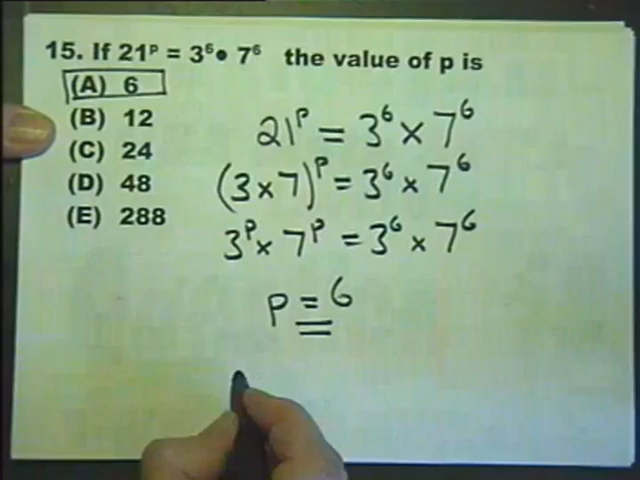 15. If 21ᵖ = 3⁶• 7⁶ the value of p is
(A) 6
(B) 12
(C) 24
(D) 48
(E) 288
21ᵖ = 3⁶ × 7⁶
(3 × 7)ᵖ = 3⁶ × 7⁶
3ᵖ × 7ᵖ = 3⁶ × 7⁶
P = 6